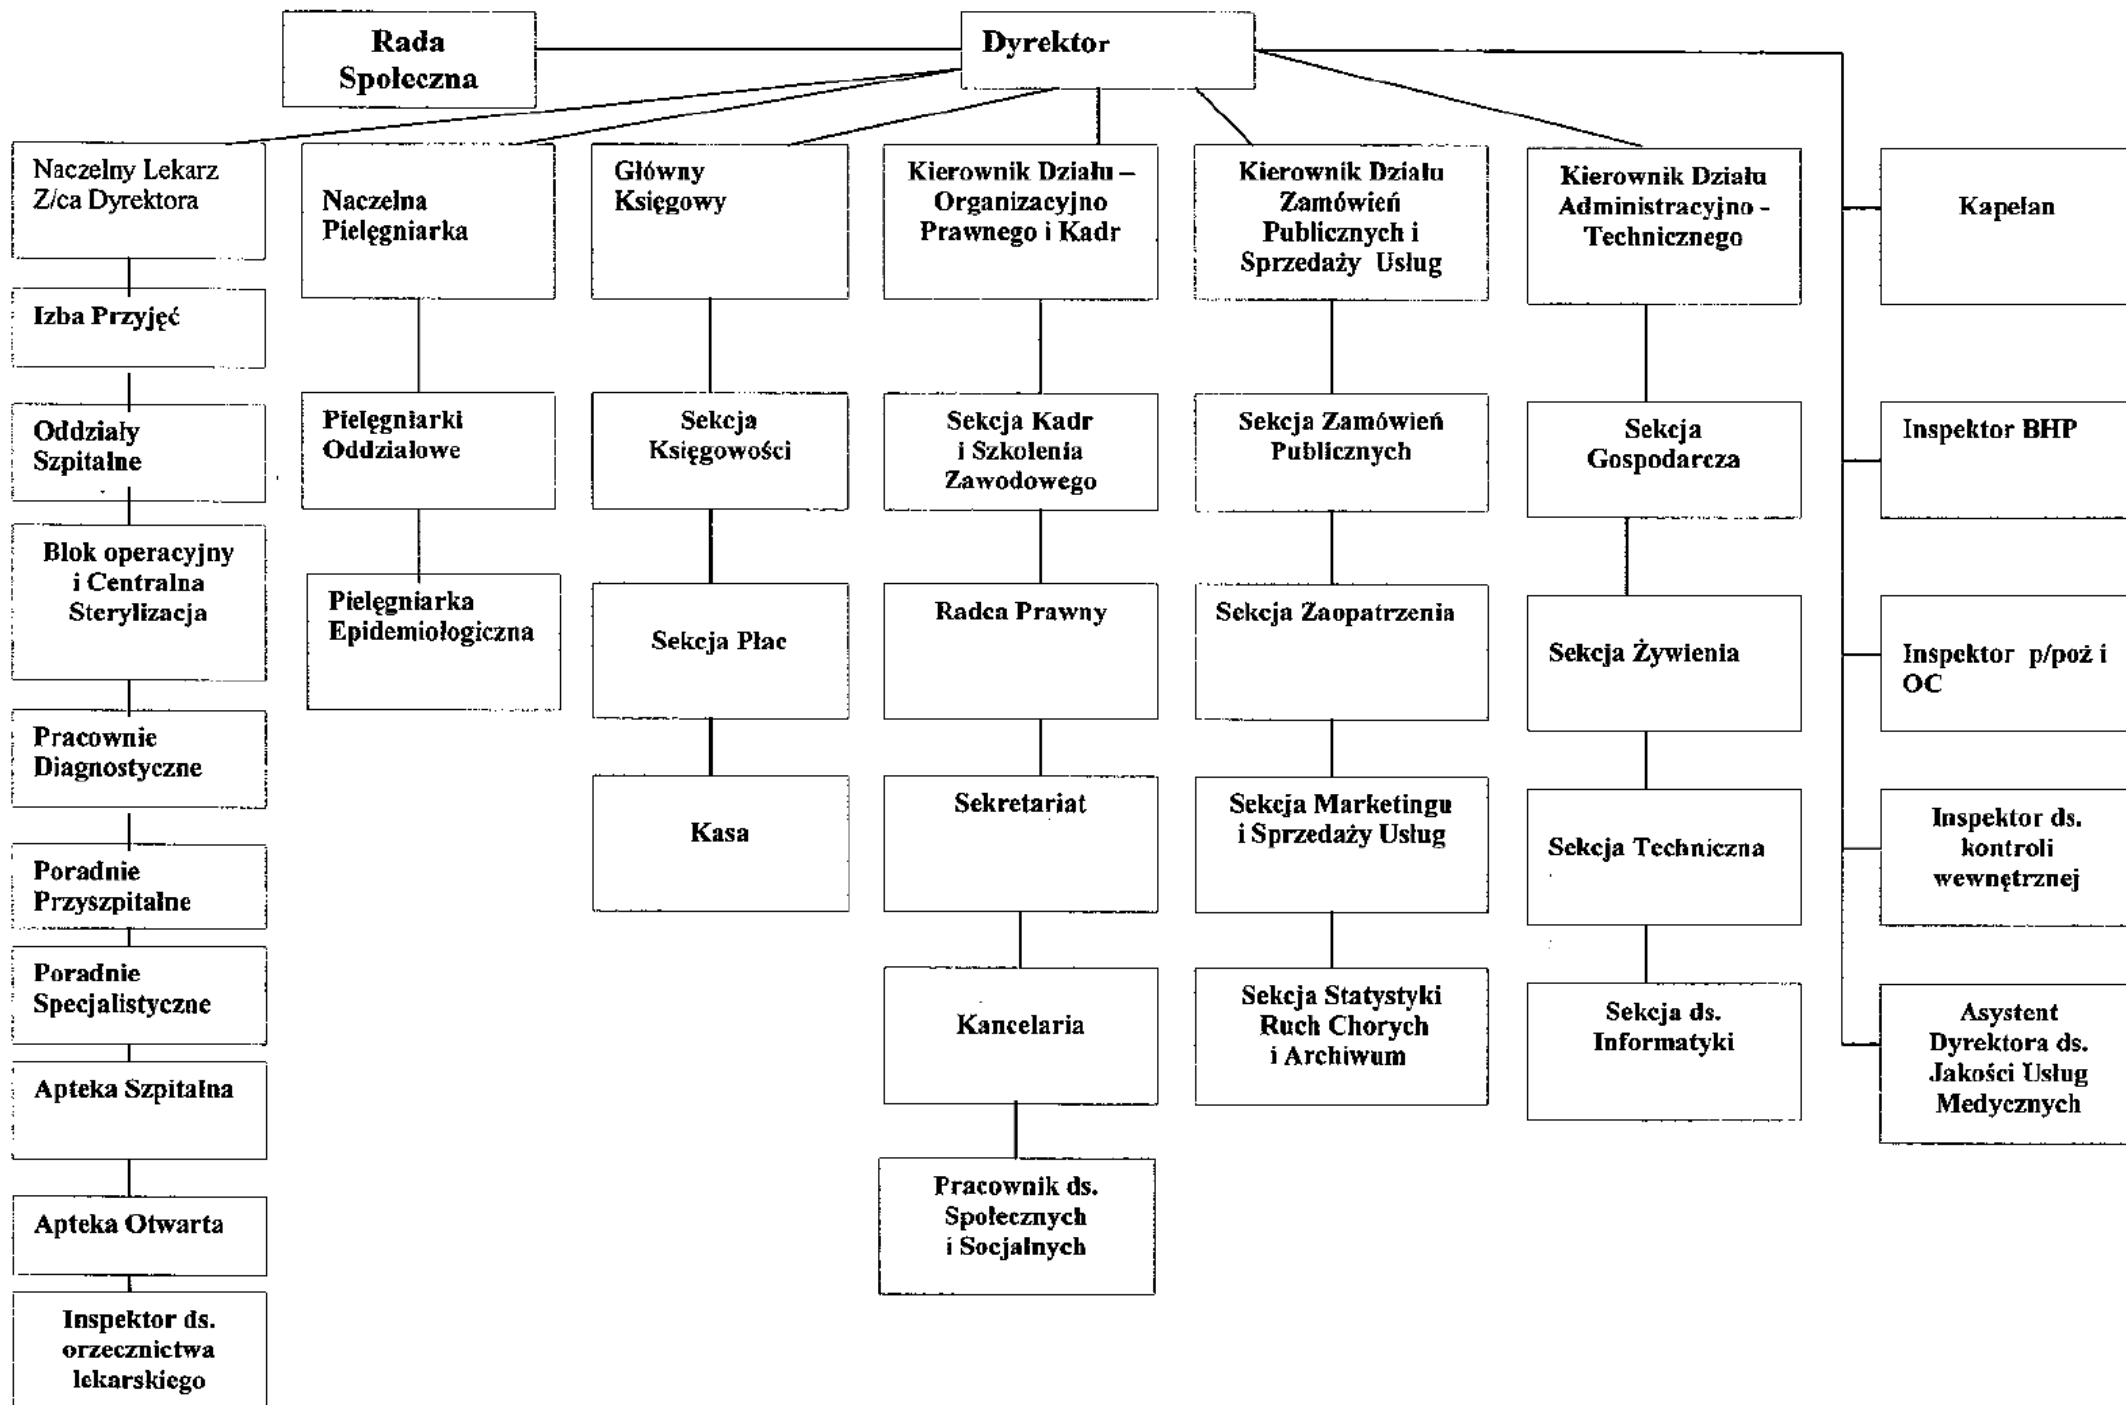 Rada
Społeczna
Dyrektor
Naczelny Lekarz
Z/ca Dyrektora
Izba Przyjęć
Oddziały
Szpitalne
Blok operacyjny
i Centralna
Sterylizacja
Pracownie
Diagnostyczne
Poradnie
Przyszpitalne
Poradnie
Specjalistyczne
Apteka Szpitalna
Apteka Otwarta
Inspektor ds.
orzecznictwa
lekarskiego
Naczelna
Pielęgniarka
Pielęgniarki
Oddziałowe
Pielęgniarka
Epidemiologiczna
Główny
Księgowy
Sekcja
Księgowości
Sekcja Płac
Kasa
Kierownik Działu –
Organizacyjno
Prawnego i Kadr
Sekcja Kadr
i Szkolenia
Zawodowego
Radca Prawny
Sekretariat
Kancelaria
Pracownik ds.
Społecznych
i Socjalnych
Kierownik Działu
Zamówień
Publicznych i
Sprzedaży Usług
Sekcja Zamówień
Publicznych
Sekcja Zaopatrzenia
Sekcja Marketingu
i Sprzedaży Usług
Sekcja Statystyki
Ruch Chorych
i Archiwum
Kierownik Działu
Administracyjno -
Technicznego
Sekcja
Gospodarcza
Sekcja Żywienia
Sekcja Techniczna
Sekcja ds.
Informatyki
Kapelan
Inspektor BHP
Inspektor p/poż i
OC
Inspektor ds.
kontroli
wewnętrznej
Asystent
Dyrektora ds.
Jakości Usług
Medycznych